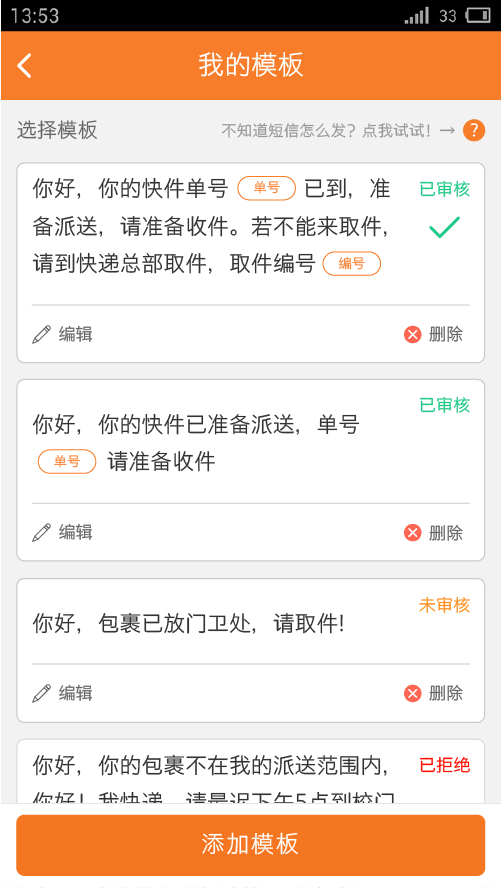 13:53
33
我的模板
选择模板
不知道短信怎么发？点我试试！→ ?
你好，你的快件单号 单号 已到，准
已审核
备派送，请准备收件。若不能来取件，
请到快递总部取件，取件编号 编号
编辑
删除
已审核
你好，你的快件已准备派送，单号
单号 请准备收件
编辑
删除
未审核
你好，包裹已放门卫处，请取件!
编辑
删除
你好，你的包裹不在我的派送范围内，
已拒绝
你好！我快递，请最迟下午5点到校门
添加模板